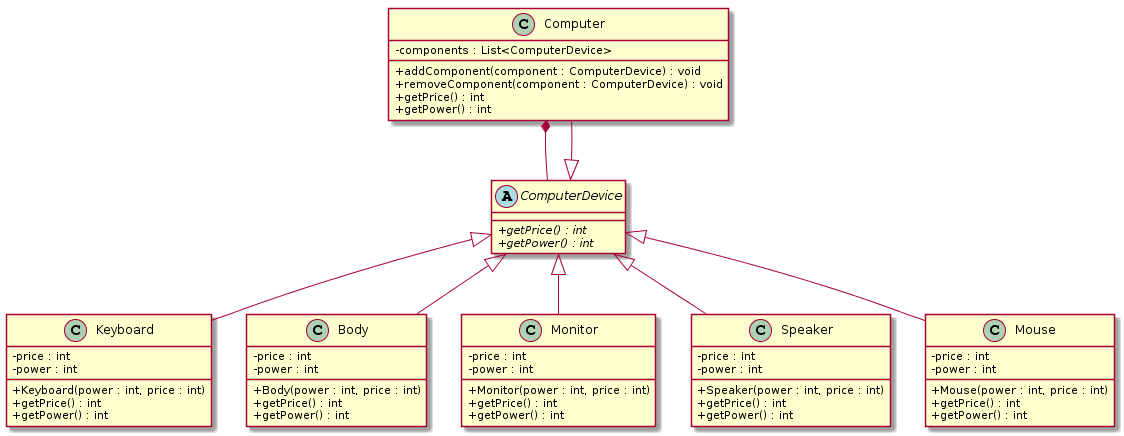 C Computer
-components : List<ComputerDevice>
+addComponent(component : ComputerDevice) : void
+removeComponent(component : ComputerDevice) : void
+getPrice() : int
+getPower() : int
A ComputerDevice
+getPrice() : int
+getPower() : int
C Keyboard
-price : int
-power : int
+Keyboard(power : int, price : int)
+getPrice() : int
+getPower() : int
C Body
-price : int
-power : int
+Body(power : int, price : int)
+getPrice() : int
+getPower() : int
C Monitor
-price : int
-power : int
+Monitor(power : int, price : int)
+getPrice() : int
+getPower() : int
C Speaker
-price : int
-power : int
+Speaker(power : int, price : int)
+getPrice() : int
+getPower() : int
C Mouse
-price : int
-power : int
+Mouse(power : int, price : int)
+getPrice() : int
+getPower() : int